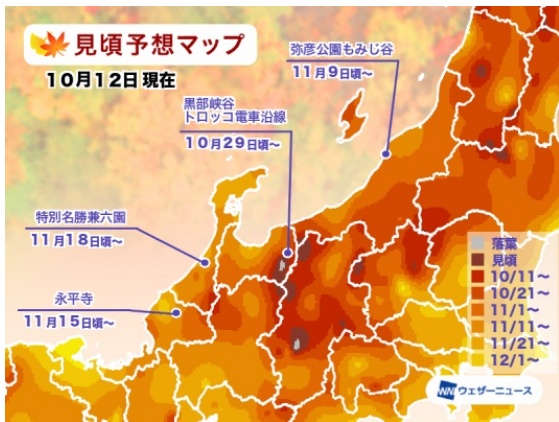 見頃予想マップ
10月12日 現在
弥彦公園もみじ谷
11月9日頃〜
黒部峡谷
トロッコ電車沿線
10月29日頃〜
特別名勝兼六園
11月18日頃〜
永平寺
11月15日頃〜
落葉
見頃
10/11〜
10/21〜
11/1〜
11/11〜
11/21〜
12/1〜
WNI ウェザーニュース